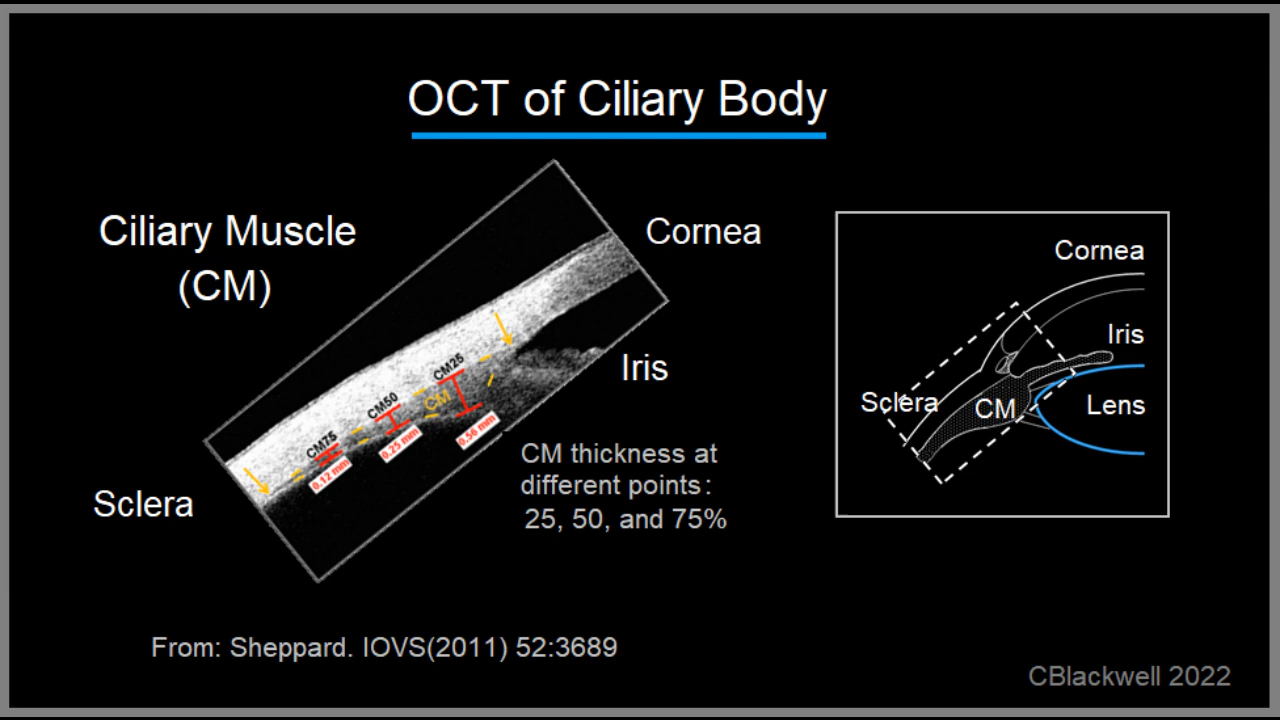 OCT of Ciliary Body
Ciliary Muscle
(CM)
Cornea
Iris
Sclera
CM25
CM50
CM75
CM
0.56 mm
0.25 mm
0.12 mm
CM thickness at
different points:
25, 50, and 75%
Cornea
Iris
Sclera
CM
Lens
From: Sheppard. IOVS(2011) 52:3689
CBlackwell 2022